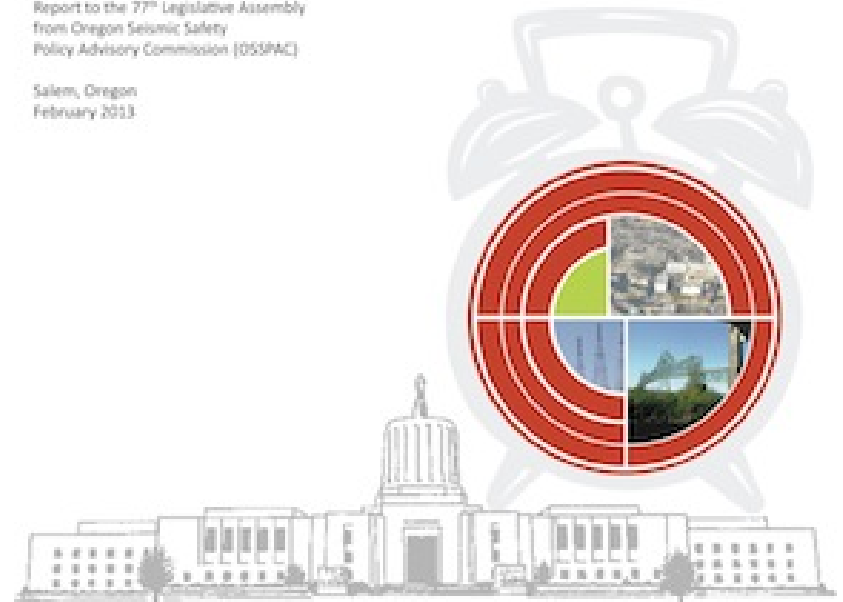 Report to the 77th Legislative Assembly
from Oregon Seismic Safety
Policy Advisory Commission (OSSPAC)
Salem, Oregon
February 2013